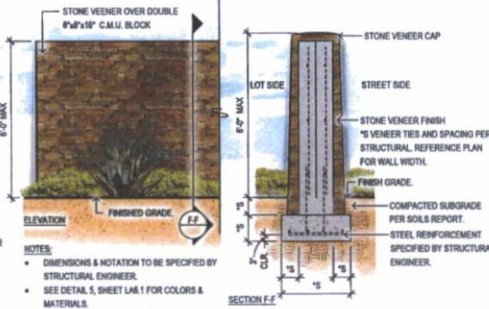 STONE VEENER OVER DOUBLE
8"x8"x16" C.M.U. BLOCK
6'-0" MAX
FINISHED GRADE.
ELEVATION
F-F
NOTES:
• DIMENSIONS & NOTATION TO BE SPECIFIED BY
STRUCTURAL ENGINEER.
• SEE DETAIL 5, SHEET LA6.1 FOR COLORS &
MATERIALS.
STONE VENEER CAP
LOT SIDE
STREET SIDE
*S
6'-0" MAX
STONE VENEER FINISH
*S VENEER TIES AND SPACING PER
STRUCTURAL. REFERENCE PLAN
FOR WALL WIDTH.
FINISH GRADE.
COMPACTED SUBGRADE
PER SOILS REPORT.
STEEL REINFORCEMENT
SPECIFIED BY STRUCTURAL
ENGINEER.
*S
*S
3"
CLR.
*S
*S
*S
SECTION F-F